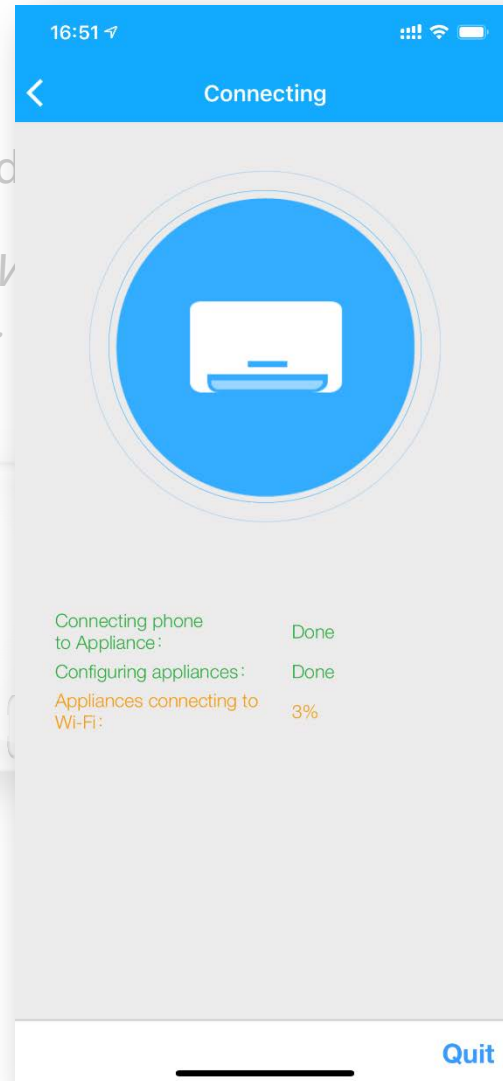 16:51
Connecting
Connecting phone
to Appliance:
Done
Configuring appliances:
Done
Appliances connecting to
Wi-Fi:
3%
Quit